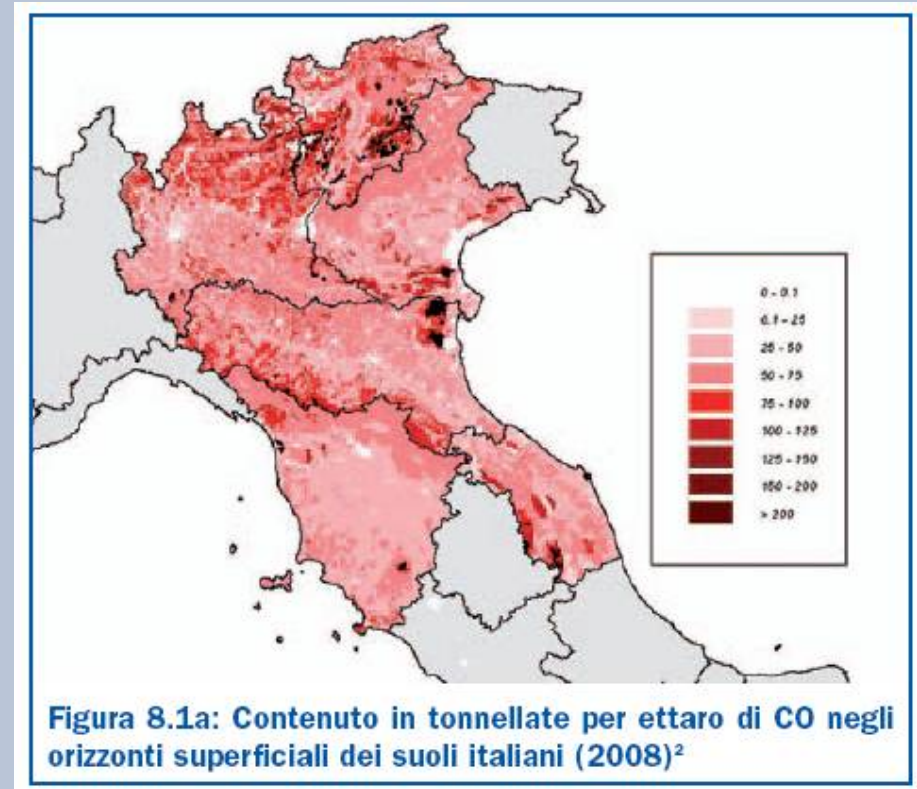 0 - 0.1
0.1 - 25
25 - 50
50 - 75
75 - 100
100 - 125
125 - 150
150 - 200
> 200
Figura 8.1a: Contenuto in tonnellate per ettaro di CO negli
orizzonti superficiali dei suoli italiani (2008)²